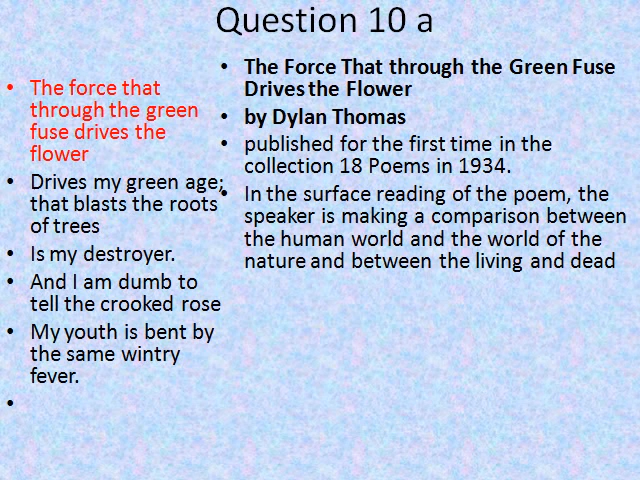 Question 10 a
• The force that
through the green
fuse drives the
flower
• Drives my green age;
that blasts the roots
of trees
• Is my destroyer.
• And I am dumb to
tell the crooked rose
• My youth is bent by
the same wintry
fever.
•
• The Force That through the Green Fuse
Drives the Flower
• by Dylan Thomas
• published for the first time in the
collection 18 Poems in 1934.
• In the surface reading of the poem, the
speaker is making a comparison between
the human world and the world of the
nature and between the living and dead